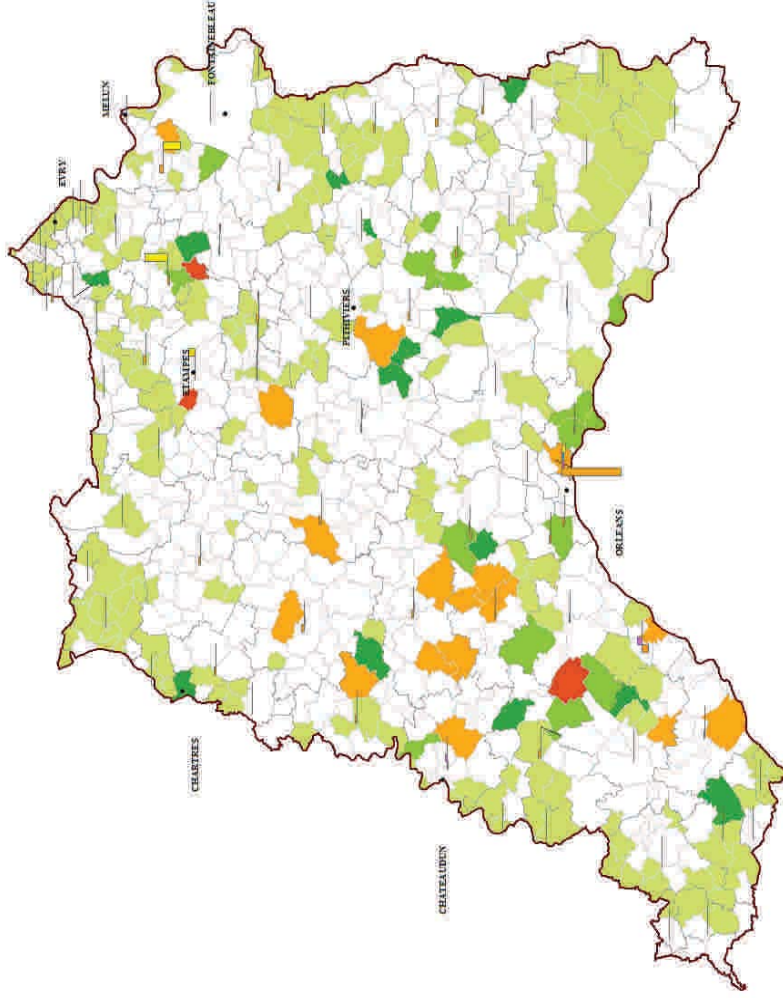 FONTAINEBLEAU
MELUN
EVRY
ETAMPES
PITHIVIERS
ORLEANS
CHARTRES
CHATEAUDUN